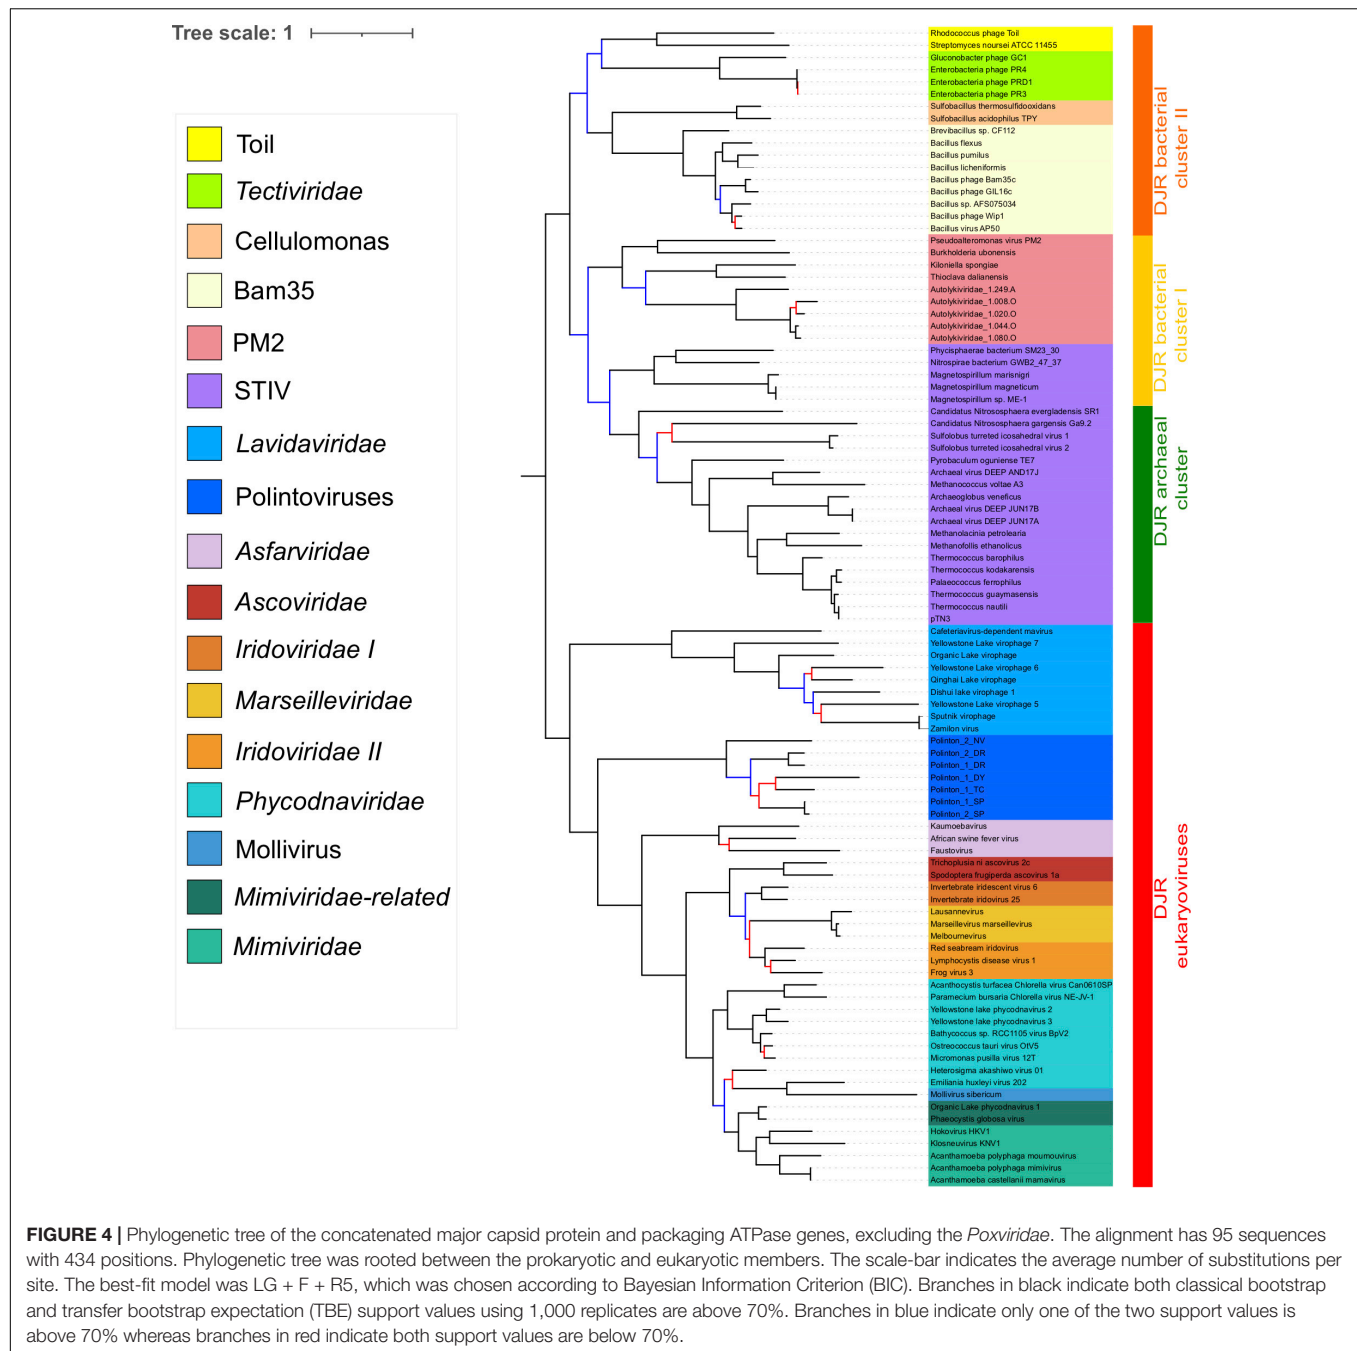 Tree scale: 1
Toil
Tectiviridae
Cellulomonas
Bam35
PM2
STIV
Lavidaviridae
Polintoviruses
Asfarviridae
Ascoviridae
Iridoviridae I
Marseilleviridae
Iridoviridae II
Phycodnaviridae
Mollivirus
Mimiviridae-related
Mimiviridae
Rhodococcus phage Toil
Streptomyces noursei ATCC 11455
Gluconobacter phage GC1
Enterobacteria phage PR4
Enterobacteria phage PRD1
Enterobacteria phage PR3
Sulfobacillus thermosulfidooxidans
Sulfobacillus acidophilus TPY
Brevibacillus sp. CF112
Bacillus flexus
Bacillus pumilus
Bacillus licheniformis
Bacillus phage Bam35c
Bacillus phage GIL16c
Bacillus sp. AFS075034
Bacillus phage Wip1
Bacillus virus AP50
Pseudoalteromonas virus PM2
Burkholderia ubonensis
Kiloniella spongiae
Thioclava dalianensis
Autolykiviridae_1.249.A
Autolykiviridae_1.008.O
Autolykiviridae_1.020.O
Autolykiviridae_1.044.O
Autolykiviridae_1.080.O
Phycisphaerae bacterium SM23_30
Nitrospirae bacterium GWB2_47_37
Magnetospirillum marisnigri
Magnetospirillum magneticum
Magnetospirillum sp. ME-1
Candidatus Nitrososphaera evergladensis SR1
Candidatus Nitrososphaera gargensis Ga9.2
Sulfolobus turreted icosahedral virus 1
Sulfolobus turreted icosahedral virus 2
Pyrobaculum oguniense TE7
Archaeal virus DEEP AND17J
Methanococcus voltae A3
Archaeoglobus veneficus
Archaeal virus DEEP JUN17B
Archaeal virus DEEP JUN17A
Methanolacinia petrolearia
Methanofollis ethanolicus
Thermococcus barophilus
Thermococcus kodakarensis
Palaeococcus ferrophilus
Thermococcus guaymasensis
Thermococcus nautili
pTN3
Cafeteriavirus-dependent mavirus
Yellowstone Lake virophage 7
Organic Lake virophage
Yellowstone Lake virophage 6
Qinghai Lake virophage
Dishui lake virophage 1
Yellowstone Lake virophage 5
Sputnik virophage
Zamilon virus
Polinton_2_NV
Polinton_2_DR
Polinton_1_DR
Polinton_1_DY
Polinton_1_TC
Polinton_1_SP
Polinton_2_SP
Kaumoebavirus
African swine fever virus
Faustovirus
Trichoplusia ni ascovirus 2c
Spodoptera frugiperda ascovirus 1a
Invertebrate iridescent virus 6
Invertebrate iridovirus 25
Lausannevirus
Marseillevirus marseillevirus
Melbournevirus
Red seabream iridovirus
Lymphocystis disease virus 1
Frog virus 3
Acanthocystis turfacea Chlorella virus Can0610SP
Paramecium bursaria Chlorella virus NE-JV-1
Yellowstone lake phycodnavirus 2
Yellowstone lake phycodnavirus 3
Bathycoccus sp. RCC1105 virus BpV2
Ostreococcus tauri virus OtV5
Micromonas pusilla virus 12T
Heterosigma akashiwo virus 01
Emiliania huxleyi virus 202
Mollivirus sibericum
Organic Lake phycodnavirus 1
Phaeocystis globosa virus
Hokovirus HKV1
Klosneuvirus KNV1
Acanthamoeba polyphaga moumouvirus
Acanthamoeba polyphaga mimivirus
Acanthamoeba castellanii mamavirus
DJR bacterial
cluster II
DJR bacterial
cluster I
DJR archaeal
cluster
DJR
eukaryoviruses
FIGURE 4 | Phylogenetic tree of the concatenated major capsid protein and packaging ATPase genes, excluding the Poxviridae. The alignment has 95 sequences
with 434 positions. Phylogenetic tree was rooted between the prokaryotic and eukaryotic members. The scale-bar indicates the average number of substitutions per
site. The best-fit model was LG + F + R5, which was chosen according to Bayesian Information Criterion (BIC). Branches in black indicate both classical bootstrap
and transfer bootstrap expectation (TBE) support values using 1,000 replicates are above 70%. Branches in blue indicate only one of the two support values is
above 70% whereas branches in red indicate both support values are below 70%.